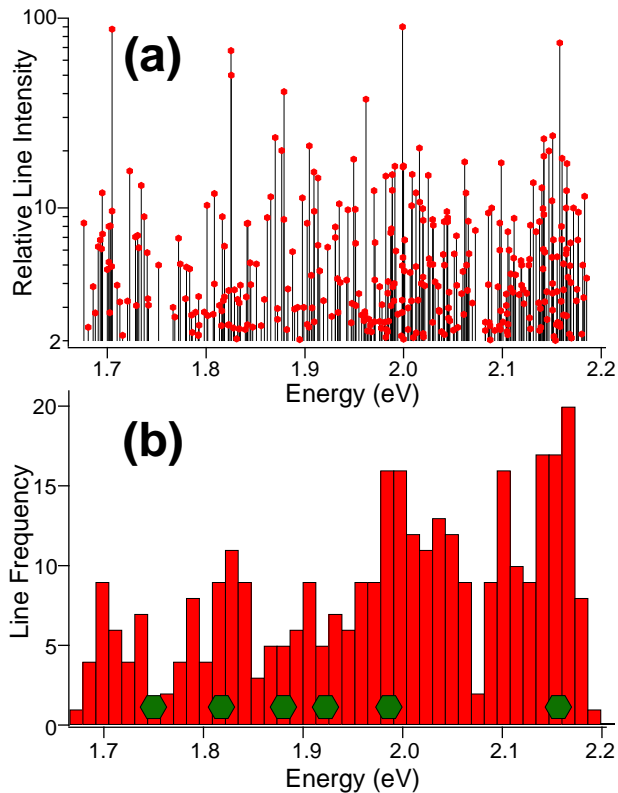 100
(a)
Relative Line Intensity
10
2
1.7 1.8 1.9 2.0 2.1 2.2
Energy (eV)
20
(b)
15
Line Frequency
10
5
0
1.7 1.8 1.9 2.0 2.1 2.2
Energy (eV)